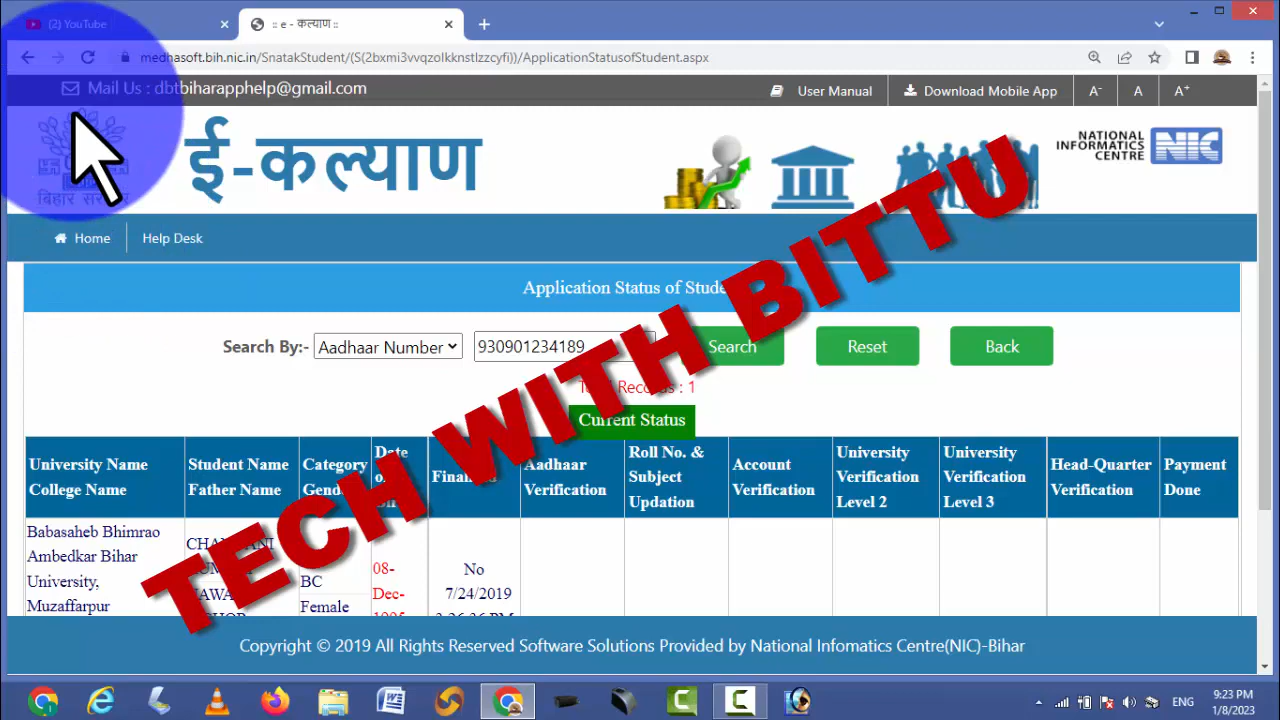 (2) YouTube
:: e - कल्याण ::
medhasoft.bih.nic.in/SnatakStudent/(S(2bxmi3vvqzolkknstlzzcyfi))/ApplicationStatusofStudent.aspx
Mail Us : dbtbiharapphelp@gmail.com
User Manual
Download Mobile App
A-
A
A+
ई-कल्याण
NATIONAL
INFORMATICS
CENTRE
NIC
Home
Help Desk
Application Status of
Search By:-
Aadhaar Number
930901234189
Search
Reset
Back
Records : 1
Current Status
TECH WITH BITTU
University Name
College Name
Student Name
Father Name
Category
Date
Aadhaar
Verification
Roll No. &
Subject
Updation
Account
Verification
University
Verification
Level 2
University
Verification
Level 3
Head-Quarter
Verification
Payment
Done
Babasaheb Bhimrao
Ambedkar Bihar
University,
Muzaffarpur
BC
Female
08-
Dec-
No
7/24/2019
Copyright © 2019 All Rights Reserved Software Solutions Provided by National Infomatics Centre(NIC)-Bihar
ENG
9:23 PM
1/8/2023